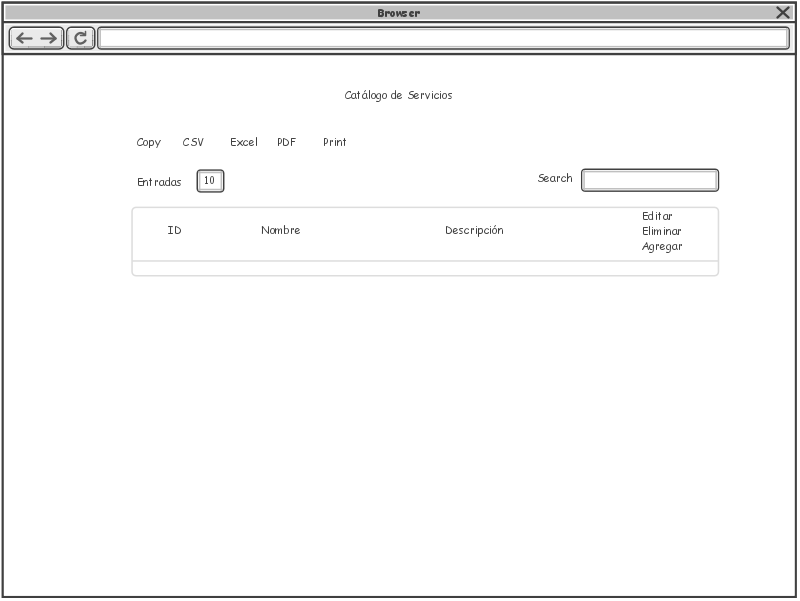 Browser
Catálogo de Servicios
Copy CSV Excel PDF Print
Entradas 10 Search
ID Nombre Descripción Editar
Eliminar
Agregar